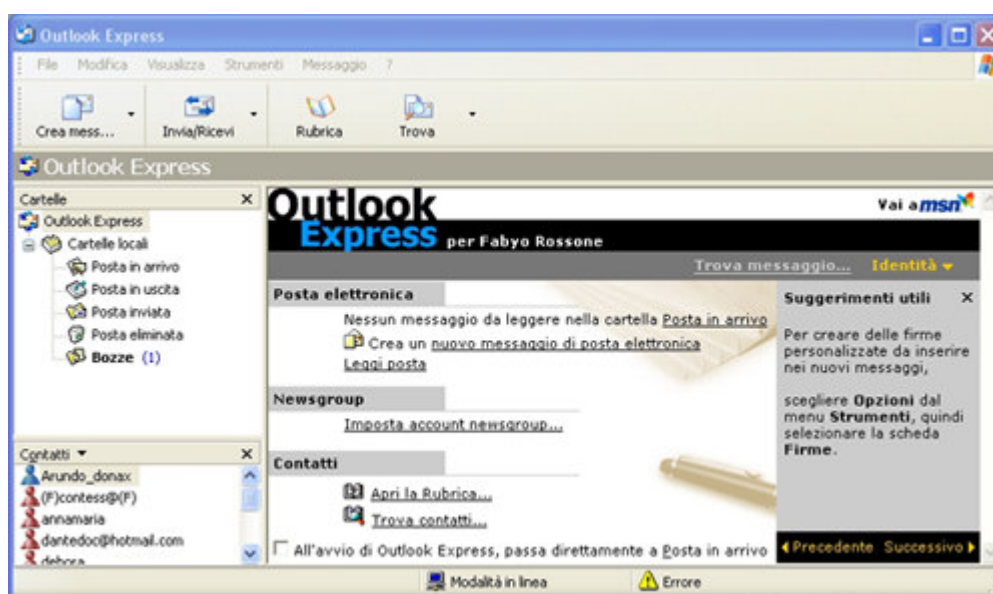 Outlook Express
File Modifica Visualizza Strumenti Messaggio ?
Crea mess... Invia/Ricevi Rubrica Trova
Outlook Express
Cartelle
Outlook Express
Cartelle locali
Posta in arrivo
Posta in uscita
Posta inviata
Posta eliminata
Bozze (1)
Contatti
Arundo_donax
(F)contess@(F)
annamaria
dantedoc@hotmail.com
debora
Outlook
Express per Fabyo Rossone
Vai a msn
Trova messaggio... Identità
Posta elettronica
Nessun messaggio da leggere nella cartella Posta in arrivo
Crea un nuovo messaggio di posta elettronica
Leggi posta
Newsgroup
Imposta account newsgroup...
Contatti
Apri la Rubrica...
Trova contatti...
All'avvio di Outlook Express, passa direttamente a Posta in arrivo
Suggerimenti utili
Per creare delle firme
personalizzate da inserire
nei nuovi messaggi,
scegliere Opzioni dal
menu Strumenti, quindi
selezionare la scheda
Firme.
Precedente Successivo
Modalità in linea Errore